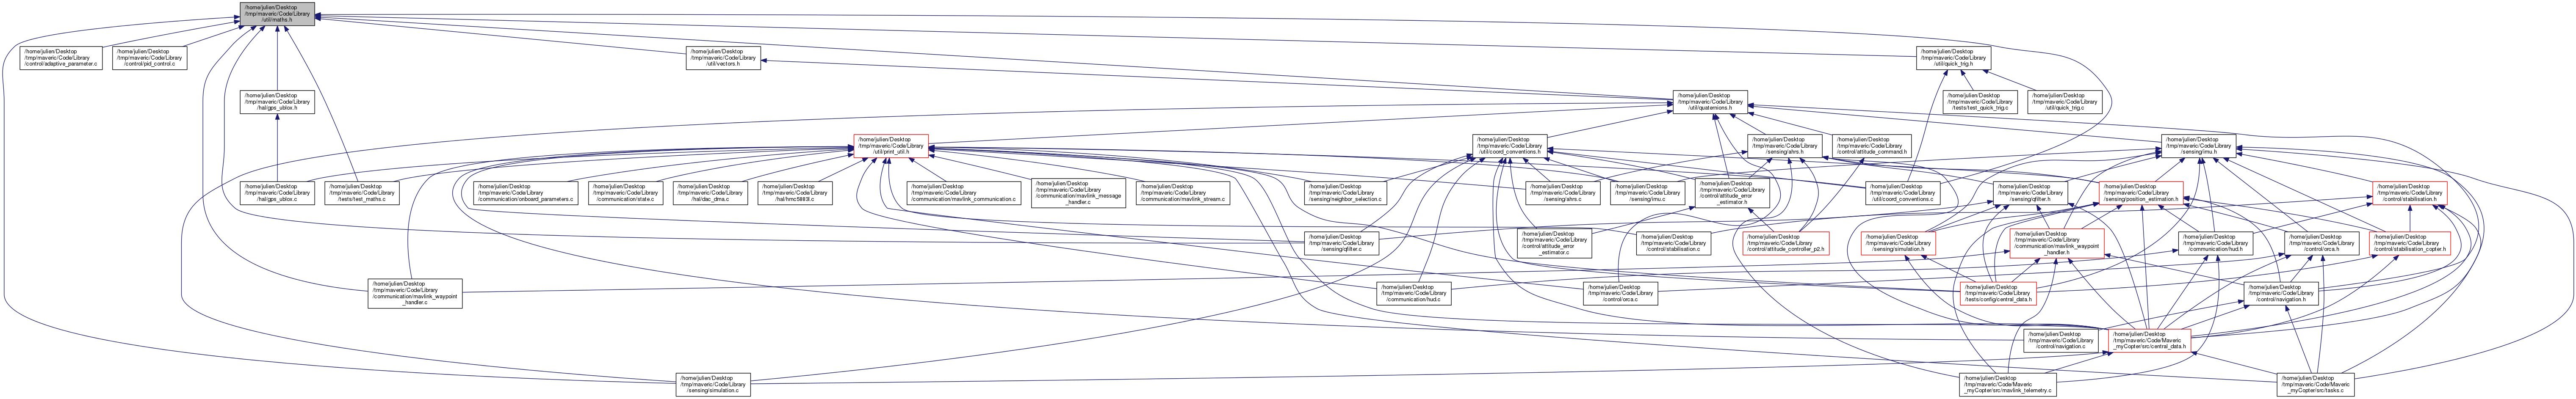 /home/julien/Desktop
/tmp/maveric/Code/Library
/util/maths.h
/home/julien/Desktop
/tmp/maveric/Code/Library
/control/adaptive_parameter.c
/home/julien/Desktop
/tmp/maveric/Code/Library
/control/pid_control.c
/home/julien/Desktop
/tmp/maveric/Code/Library
/util/vectors.h
/home/julien/Desktop
/tmp/maveric/Code/Library
/util/quick_trig.h
/home/julien/Desktop
/tmp/maveric/Code/Library
/hal/gps_ublox.h
/home/julien/Desktop
/tmp/maveric/Code/Library
/util/quaternions.h
/home/julien/Desktop
/tmp/maveric/Code/Library
/tests/test_quick_trig.c
/home/julien/Desktop
/tmp/maveric/Code/Library
/util/quick_trig.c
/home/julien/Desktop
/tmp/maveric/Code/Library
/util/print_util.h
/home/julien/Desktop
/tmp/maveric/Code/Library
/util/coord_conventions.h
/home/julien/Desktop
/tmp/maveric/Code/Library
/sensing/ahrs.h
/home/julien/Desktop
/tmp/maveric/Code/Library
/control/attitude_command.h
/home/julien/Desktop
/tmp/maveric/Code/Library
/sensing/imu.h
/home/julien/Desktop
/tmp/maveric/Code/Library
/hal/gps_ublox.c
/home/julien/Desktop
/tmp/maveric/Code/Library
/tests/test_maths.c
/home/julien/Desktop
/tmp/maveric/Code/Library
/communication/onboard_parameters.c
/home/julien/Desktop
/tmp/maveric/Code/Library
/communication/state.c
/home/julien/Desktop
/tmp/maveric/Code/Library
/hal/dac_dma.c
/home/julien/Desktop
/tmp/maveric/Code/Library
/hal/hmc5883l.c
/home/julien/Desktop
/tmp/maveric/Code/Library
/communication/mavlink_communication.c
/home/julien/Desktop
/tmp/maveric/Code/Library
/communication/mavlink_message
_handler.c
/home/julien/Desktop
/tmp/maveric/Code/Library
/communication/mavlink_stream.c
/home/julien/Desktop
/tmp/maveric/Code/Library
/sensing/neighbor_selection.c
/home/julien/Desktop
/tmp/maveric/Code/Library
/sensing/ahrs.c
/home/julien/Desktop
/tmp/maveric/Code/Library
/sensing/imu.c
/home/julien/Desktop
/tmp/maveric/Code/Library
/control/attitude_error
_estimator.h
/home/julien/Desktop
/tmp/maveric/Code/Library
/util/coord_conventions.c
/home/julien/Desktop
/tmp/maveric/Code/Library
/sensing/qfilter.h
/home/julien/Desktop
/tmp/maveric/Code/Library
/sensing/position_estimation.h
/home/julien/Desktop
/tmp/maveric/Code/Library
/control/stabilisation.h
/home/julien/Desktop
/tmp/maveric/Code/Library
/sensing/qfilter.c
/home/julien/Desktop
/tmp/maveric/Code/Library
/control/attitude_error
_estimator.c
/home/julien/Desktop
/tmp/maveric/Code/Library
/control/stabilisation.c
/home/julien/Desktop
/tmp/maveric/Code/Library
/control/attitude_controller_p2.h
/home/julien/Desktop
/tmp/maveric/Code/Library
/sensing/simulation.h
/home/julien/Desktop
/tmp/maveric/Code/Library
/communication/mavlink_waypoint
_handler.h
/home/julien/Desktop
/tmp/maveric/Code/Library
/communication/hud.h
/home/julien/Desktop
/tmp/maveric/Code/Library
/control/orca.h
/home/julien/Desktop
/tmp/maveric/Code/Library
/control/stabilisation_copter.h
/home/julien/Desktop
/tmp/maveric/Code/Library
/communication/mavlink_waypoint
_handler.c
/home/julien/Desktop
/tmp/maveric/Code/Library
/communication/hud.c
/home/julien/Desktop
/tmp/maveric/Code/Library
/control/orca.c
/home/julien/Desktop
/tmp/maveric/Code/Library
/tests/config/central_data.h
/home/julien/Desktop
/tmp/maveric/Code/Library
/control/navigation.h
/home/julien/Desktop
/tmp/maveric/Code/Library
/control/navigation.c
/home/julien/Desktop
/tmp/maveric/Code/Maveric
_myCopter/src/central_data.h
/home/julien/Desktop
/tmp/maveric/Code/Library
/sensing/simulation.c
/home/julien/Desktop
/tmp/maveric/Code/Maveric
_myCopter/src/mavlink_telemetry.c
/home/julien/Desktop
/tmp/maveric/Code/Maveric
_myCopter/src/tasks.c